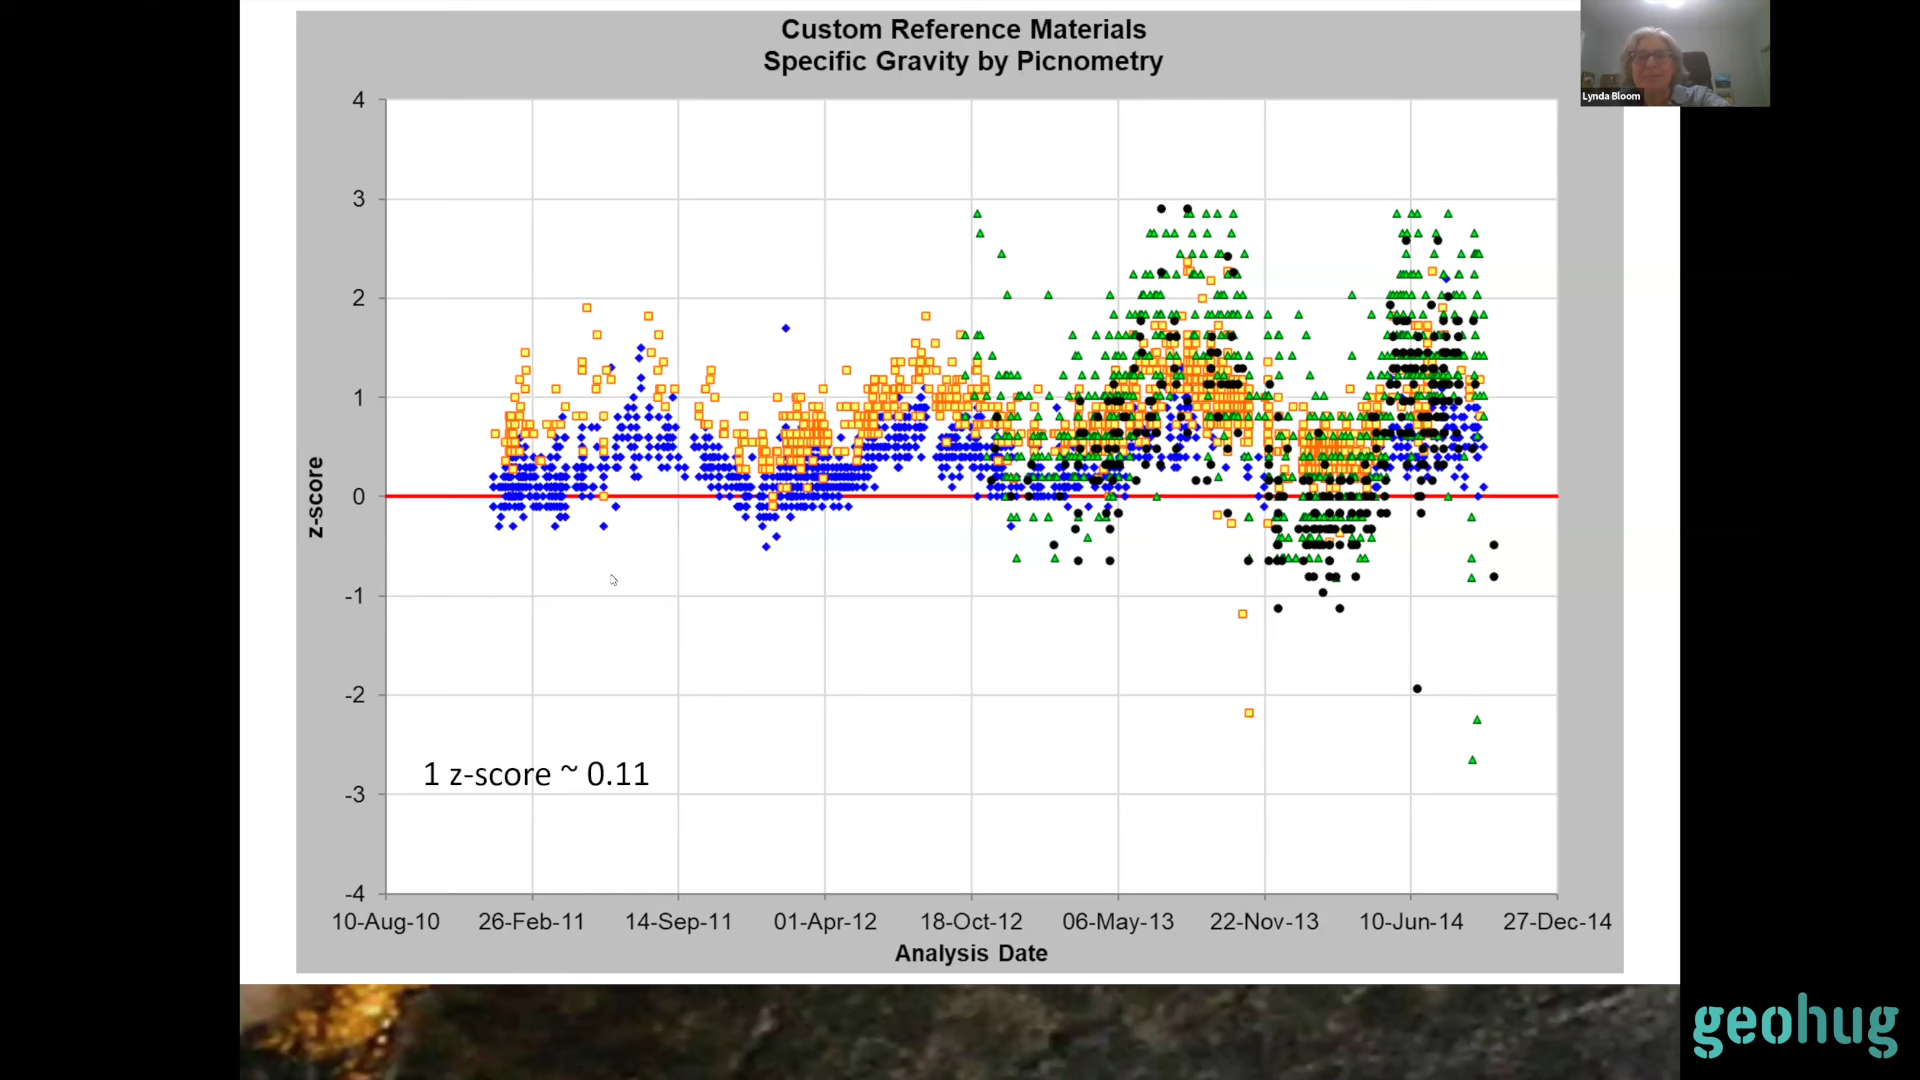 Custom Reference Materials
Specific Gravity by Picnometry
Lynda Bloom
4
3
2
1
0
-1
-2
-3
-4
z-score
1 z-score ~ 0.11
10-Aug-10 26-Feb-11 14-Sep-11 01-Apr-12 18-Oct-12 06-May-13 22-Nov-13 10-Jun-14 27-Dec-14
Analysis Date
geohug